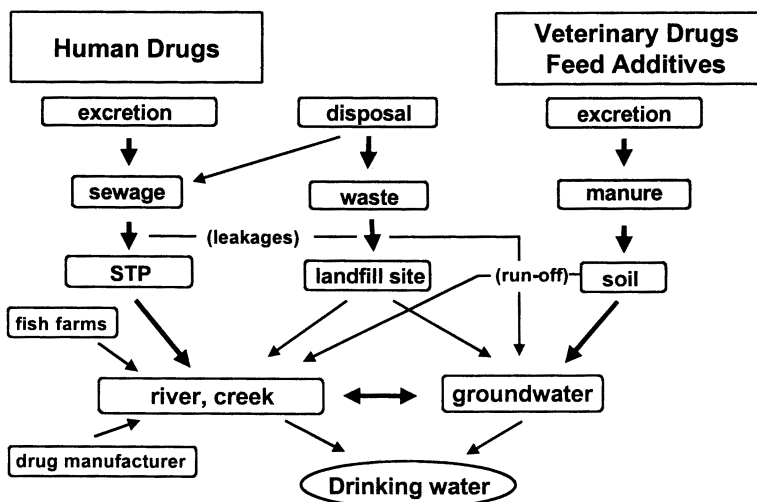 Human Drugs
Veterinary Drugs
Feed Additives
excretion
disposal
excretion
sewage
waste
manure
(leakages)
STP
landfill site
(run-off)
soil
fish farms
river, creek
groundwater
drug manufacturer
Drinking water